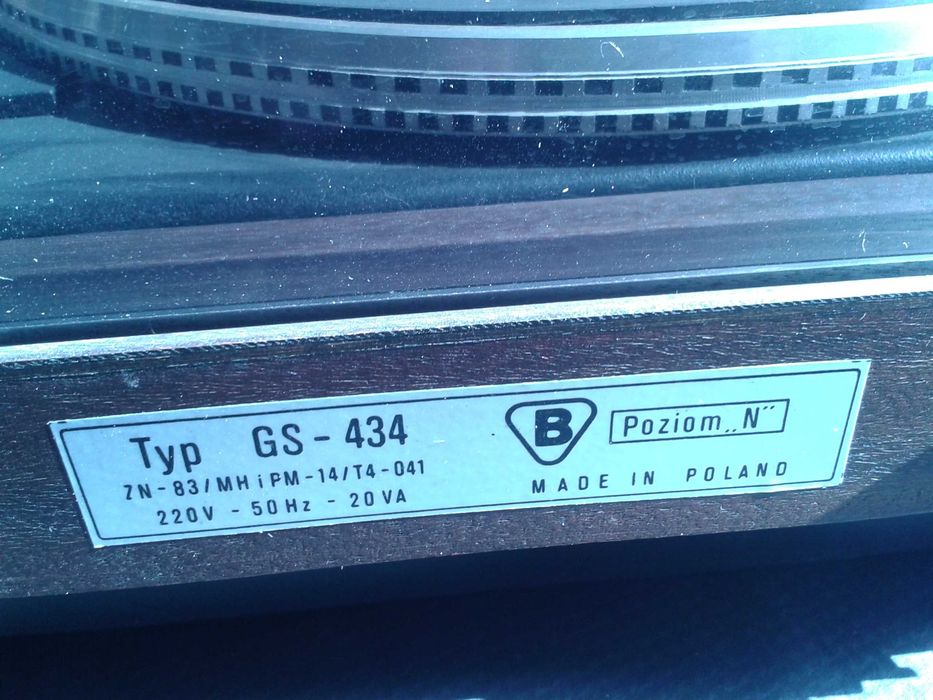 Typ GS-434
ZN-83/MHiPM-14/T4-041
220V - 50Hz - 20VA
B
Poziom „N”
MADE IN POLAND